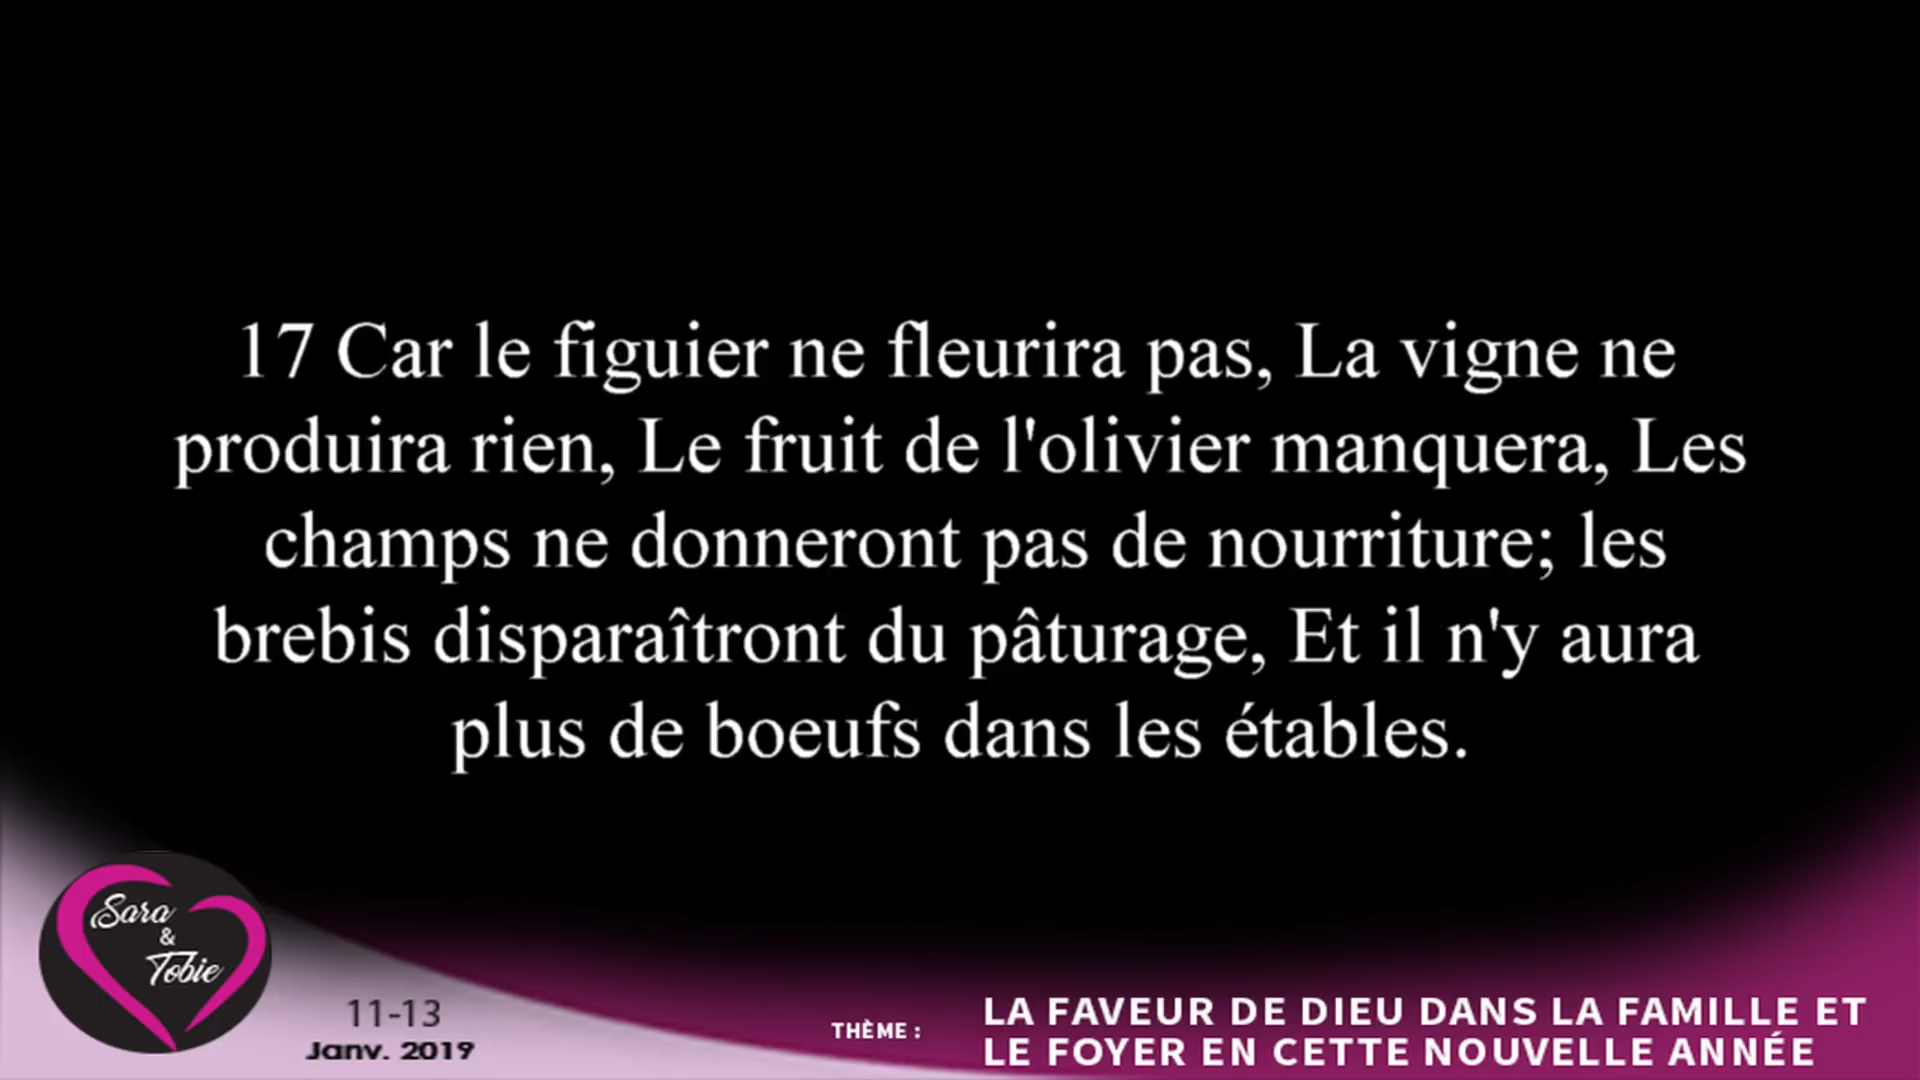 17 Car le figuier ne fleurira pas, La vigne ne
produira rien, Le fruit de l'olivier manquera, Les
champs ne donneront pas de nourriture; les
brebis disparaîtront du pâturage, Et il n'y aura
plus de boeufs dans les étables.
Sara
&
Tobie
11-13
Janv. 2019
THÈME :
LA FAVEUR DE DIEU DANS LA FAMILLE ET
LE FOYER EN CETTE NOUVELLE ANNÉE